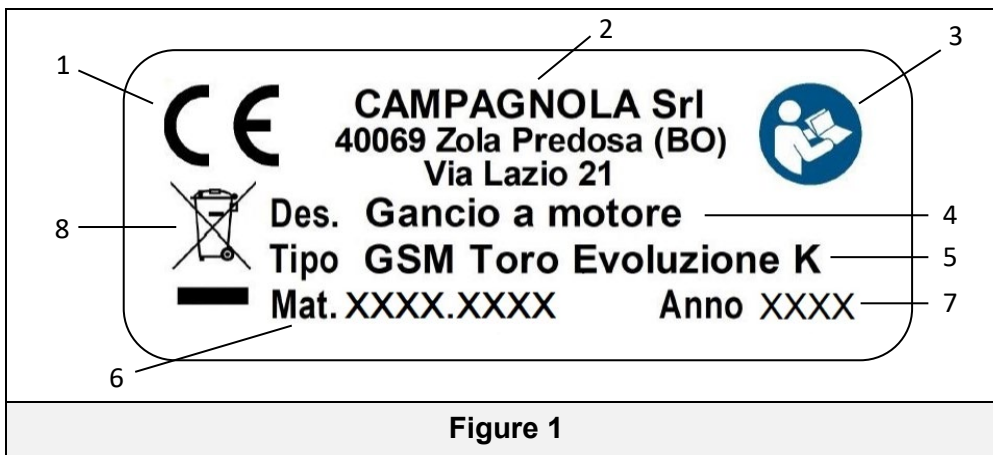 2
1
3
CE
CAMPAGNOLA Srl
40069 Zola Predosa (BO)
Via Lazio 21
8
Des. Gancio a motore
4
Tipo GSM Toro Evoluzione K
5
Mat. XXXX.XXXX Anno XXXX
7
6
Figure 1